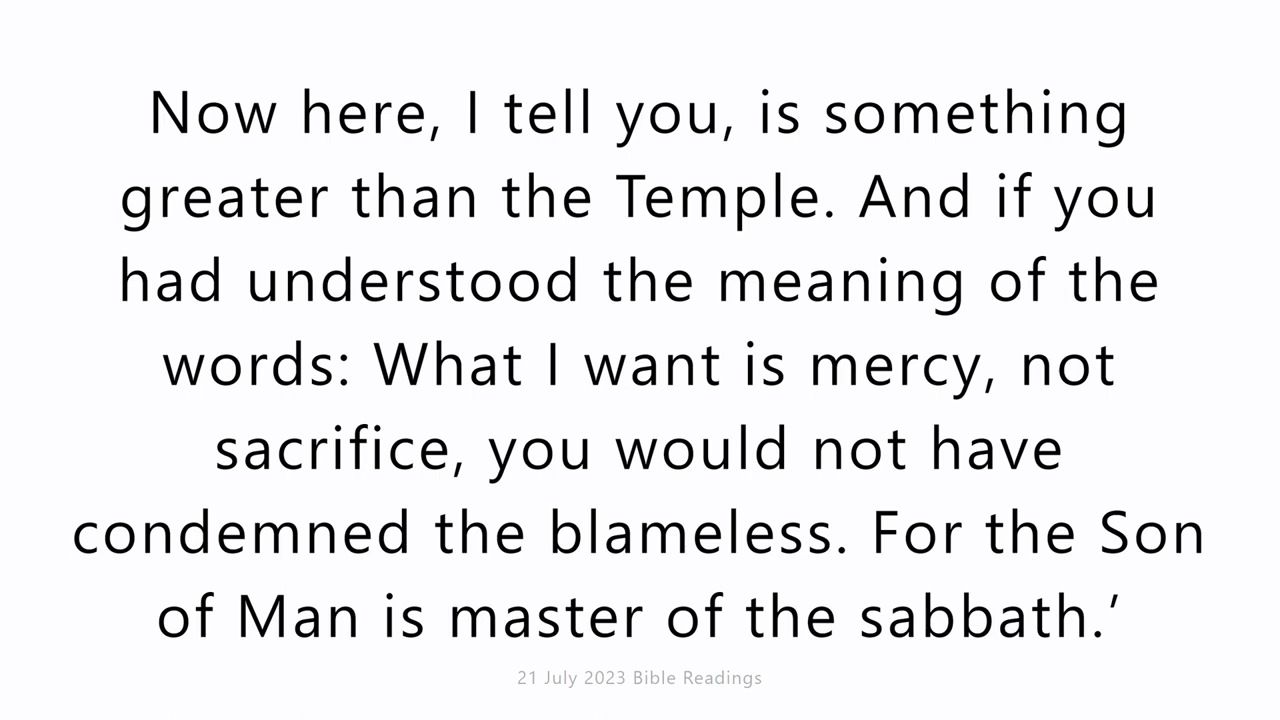 Now here, I tell you, is something
greater than the Temple. And if you
had understood the meaning of the
words: What I want is mercy, not
sacrifice, you would not have
condemned the blameless. For the Son
of Man is master of the sabbath.’
21 July 2023 Bible Readings